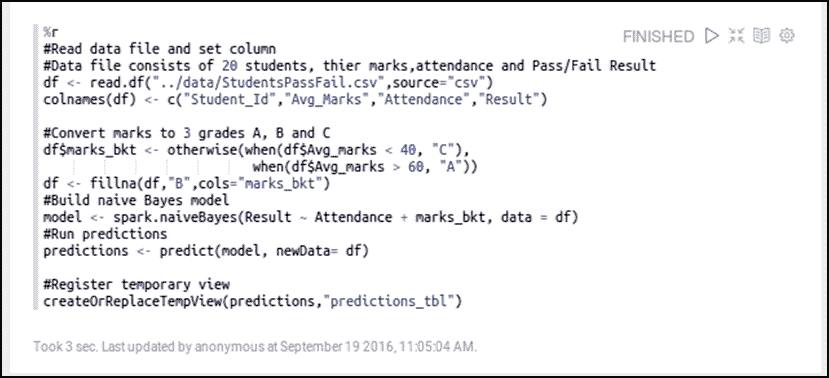 %r
FINISHED
#Read data file and set column
#Data file consists of 20 students, thier marks,attendance and Pass/Fail Result
df <- read.df("../data/StudentsPassFail.csv",source="csv")
colnames(df) <- c("Student_Id","Avg_Marks","Attendance","Result")
#Convert marks to 3 grades A, B and C
df$marks_bkt <- otherwise(when(df$Avg_marks < 40, "C"),
when(df$Avg_marks > 60, "A"))
df <- fillna(df,"B",cols="marks_bkt")
#Build naive Bayes model
model <- spark.naiveBayes(Result ~ Attendance + marks_bkt, data = df)
#Run predictions
predictions <- predict(model, newData= df)
#Register temporary view
createOrReplaceTempView(predictions,"predictions_tbl")
Took 3 sec. Last updated by anonymous at September 19 2016, 11:05:04 AM.